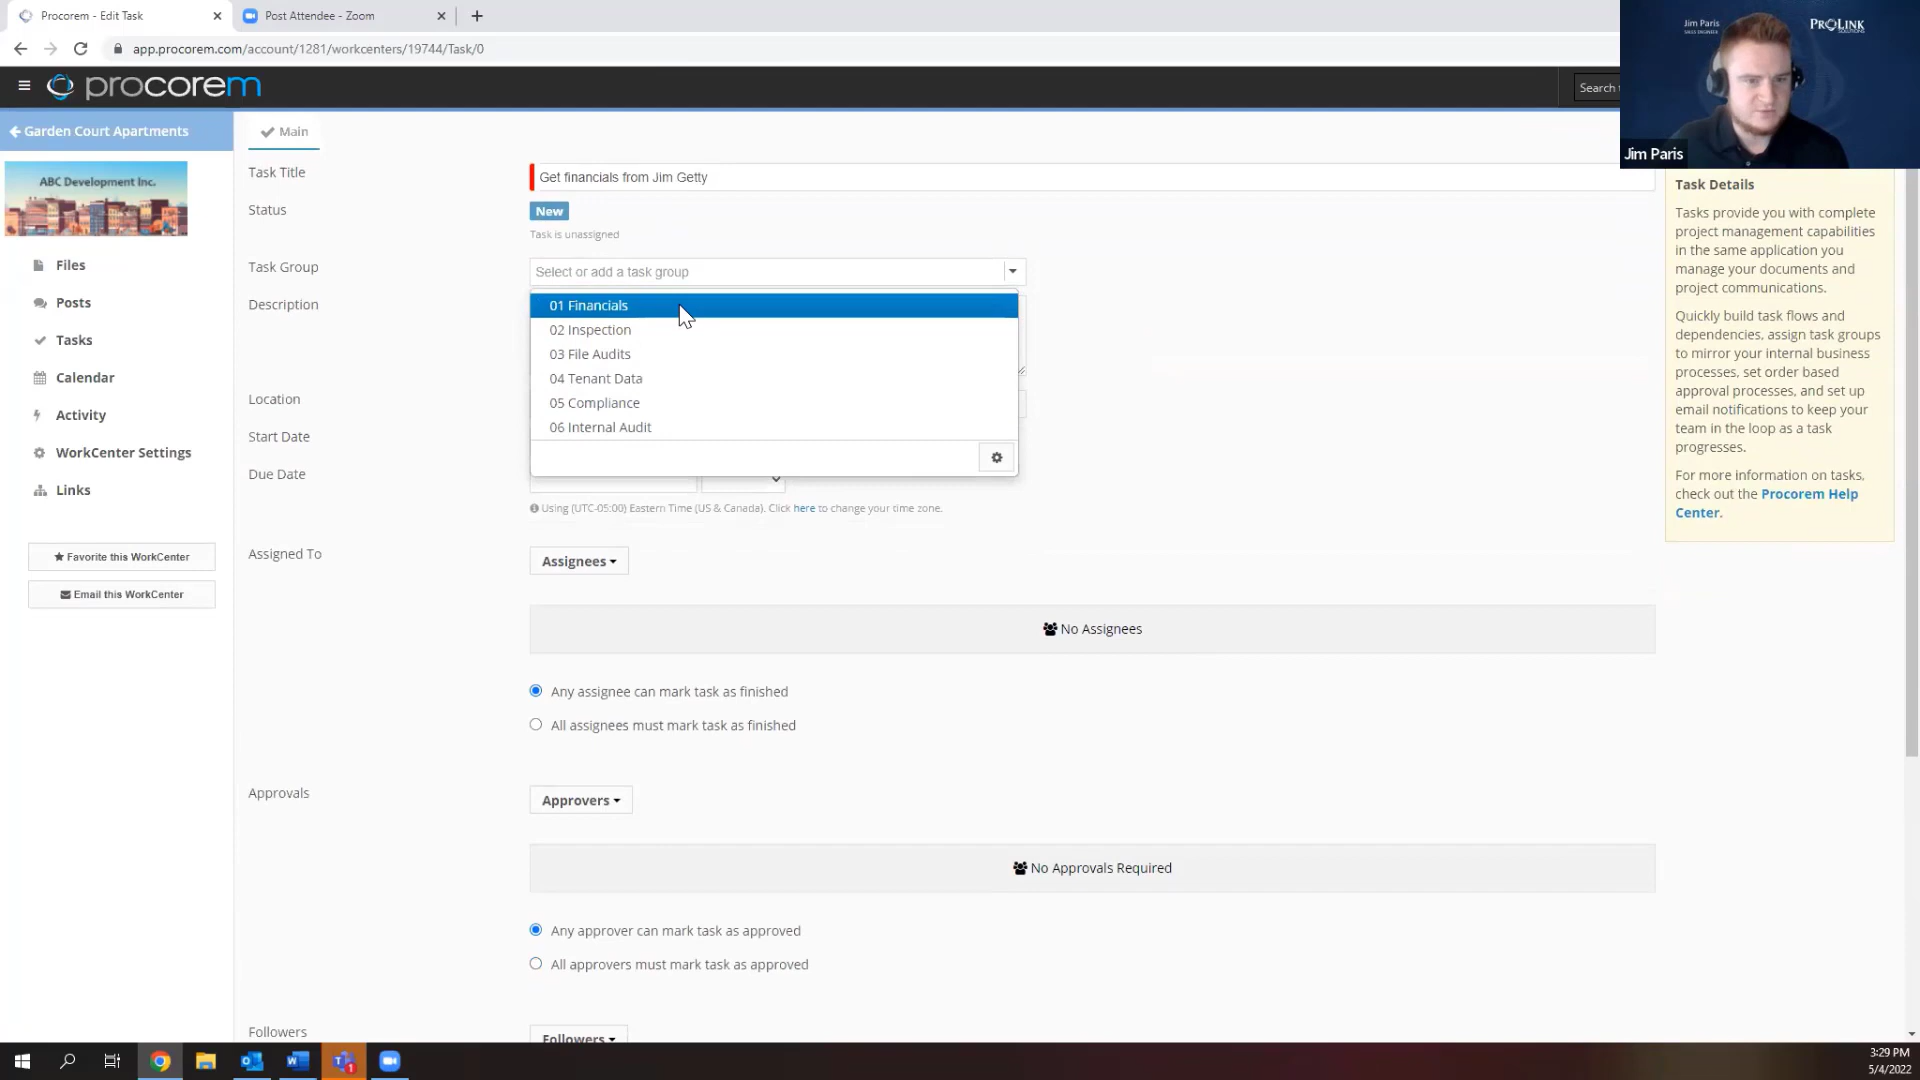 Procorem - Edit Task
Post Attendee - Zoom
app.procorem.com/account/1281/workcenters/19744/Task/0
procorem
Search
Jim Paris
PROLINK
SOLUTIONS
Jim Paris
Garden Court Apartments
ABC Development Inc.
Files
Posts
Tasks
Calendar
Activity
WorkCenter Settings
Links
Favorite this WorkCenter
Email this WorkCenter
Main
Task Title
Get financials from Jim Getty
Status
New
Task is unassigned
Task Group
Select or add a task group
Description
01 Financials
02 Inspection
03 File Audits
04 Tenant Data
05 Compliance
06 Internal Audit
Location
Start Date
Due Date
Using (UTC-05:00) Eastern Time (US & Canada). Click here to change your time zone.
Assigned To
Assignees
No Assignees
Any assignee can mark task as finished
All assignees must mark task as finished
Approvals
Approvers
No Approvals Required
Any approver can mark task as approved
All approvers must mark task as approved
Followers
Followers
Task Details
Tasks provide you with complete
project management capabilities
in the same application you
manage your documents and
project communications.
Quickly build task flows and
dependencies, assign task groups
to mirror your internal business
processes, set order based
approval processes, and set up
email notifications to keep your
team in the loop as a task
progresses.
For more information on tasks,
check out the Procorem Help
Center.
3:29 PM
5/4/2022